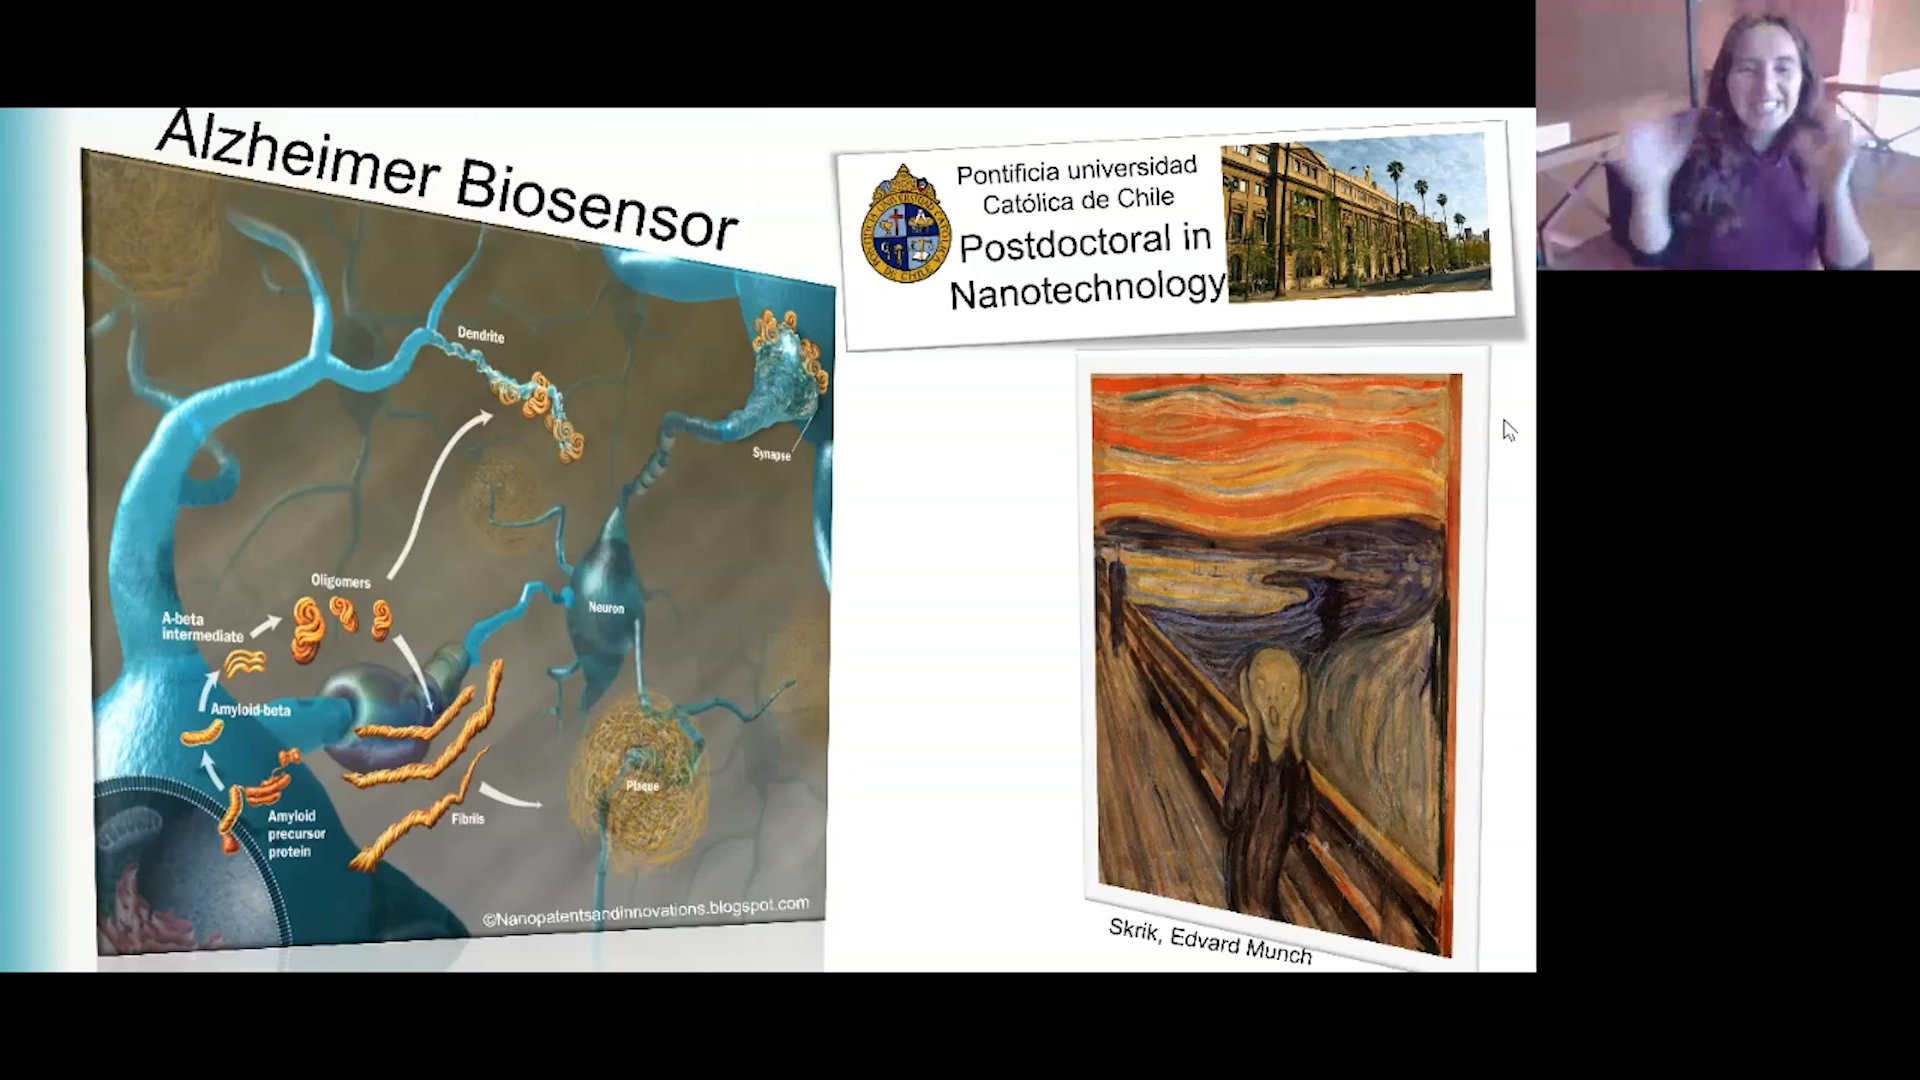 Alzheimer Biosensor
Dendrite
Synapse
Oligomers
A-beta
intermediate
Neuron
Amyloid-beta
Plaque
Amyloid
precursor
protein
Fibrils
©Nanopatentsandinnovations.blogspot.com
Pontificia universidad
Católica de Chile
Postdoctoral in
Nanotechnology
Skrik, Edvard Munch